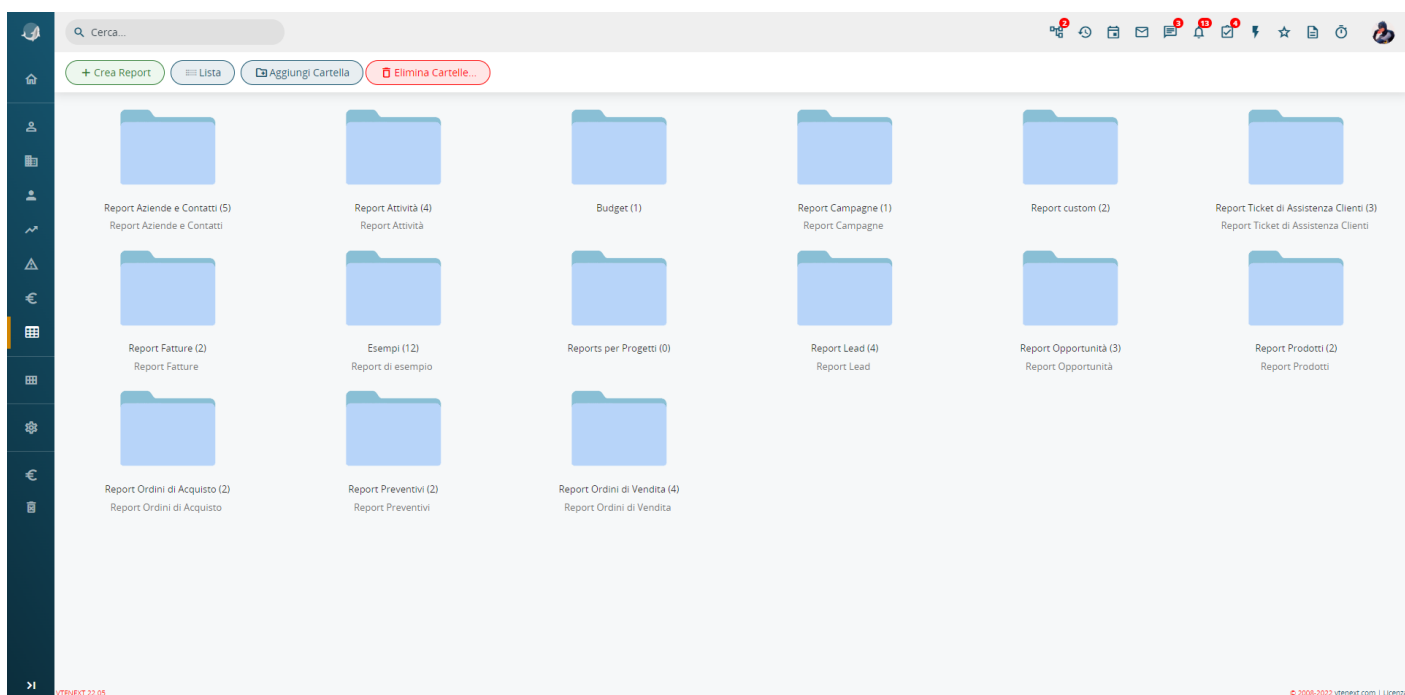 Cerca...
2
3
13
4
+ Crea Report
Lista
Aggiungi Cartella
Elimina Cartelle...
Report Aziende e Contatti (5)
Report Aziende e Contatti
Report Attività (4)
Report Attività
Budget (1)
Report Campagne (1)
Report Campagne
Report custom (2)
Report Ticket di Assistenza Clienti (3)
Report Ticket di Assistenza Clienti
Report Fatture (2)
Report Fatture
Esempi (12)
Report di esempio
Reports per Progetti (0)
Report Lead (4)
Report Lead
Report Opportunità (3)
Report Opportunità
Report Prodotti (2)
Report Prodotti
Report Ordini di Acquisto (2)
Report Ordini di Acquisto
Report Preventivi (2)
Report Preventivi
Report Ordini di Vendita (4)
Report Ordini di Vendita
VTENEXT 22.05
© 2008-2022 vtenext.com | Licenza